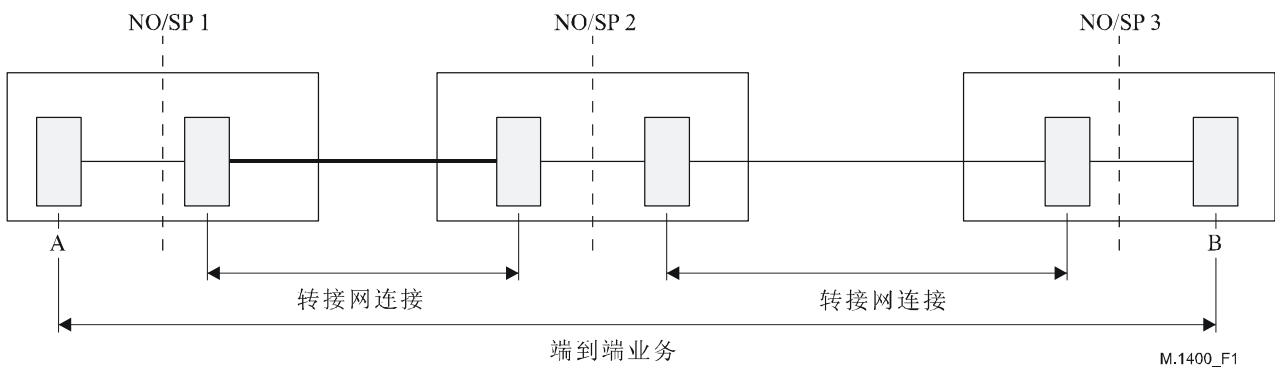 NO/SP 1
NO/SP 2
NO/SP 3
A
B
转接网连接
转接网连接
端到端业务
M.1400_F1